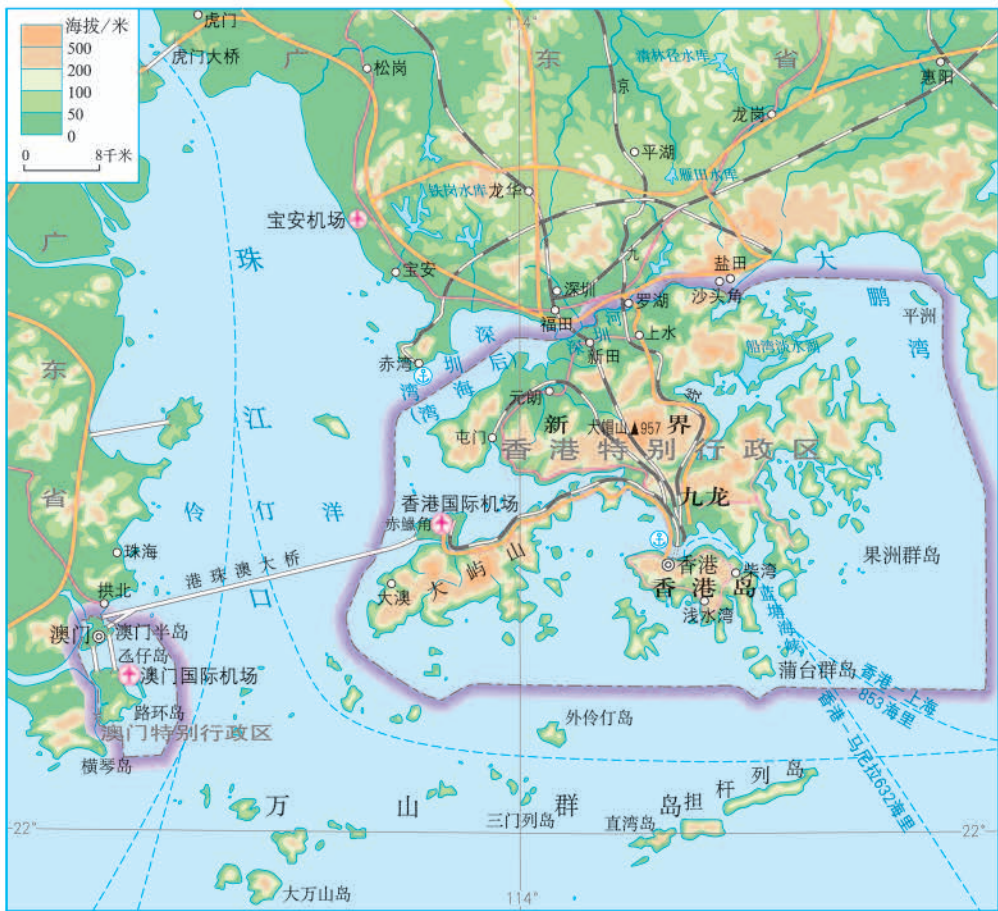 海拔/米
500
200
100
50
0
0 8千米
114°
虎门
虎门大桥
松岗
广 东 省
清林径水库
惠阳
龙岗
京
平湖
雁田水库
铁岗水库
龙华
宝安机场
广
珠
宝安
九
大
盐田
沙头角
鹏
平洲
湾
深圳
罗湖
福田
深圳河
上水
新田
船湾淡水湖
赤湾
深圳湾
(后海湾)
东
江
元朗
新 界
大帽山▲957
屯门
香港特别行政区
九龙
省
伶 仃 洋
香港国际机场
赤鱲角
珠海
港珠澳大桥
口
大屿山
大澳
香港
香港岛
柴湾
浅水湾
蓝塘海峡
果洲群岛
拱北
澳门
澳门半岛
氹仔岛
澳门国际机场
路环岛
澳门特别行政区
横琴岛
蒲台群岛
香港—上海
853海里
香港—马尼拉632海里
外伶仃岛
万 山 群 岛
担杆列岛
三门列岛
直湾岛
22°
22°
大万山岛
114°